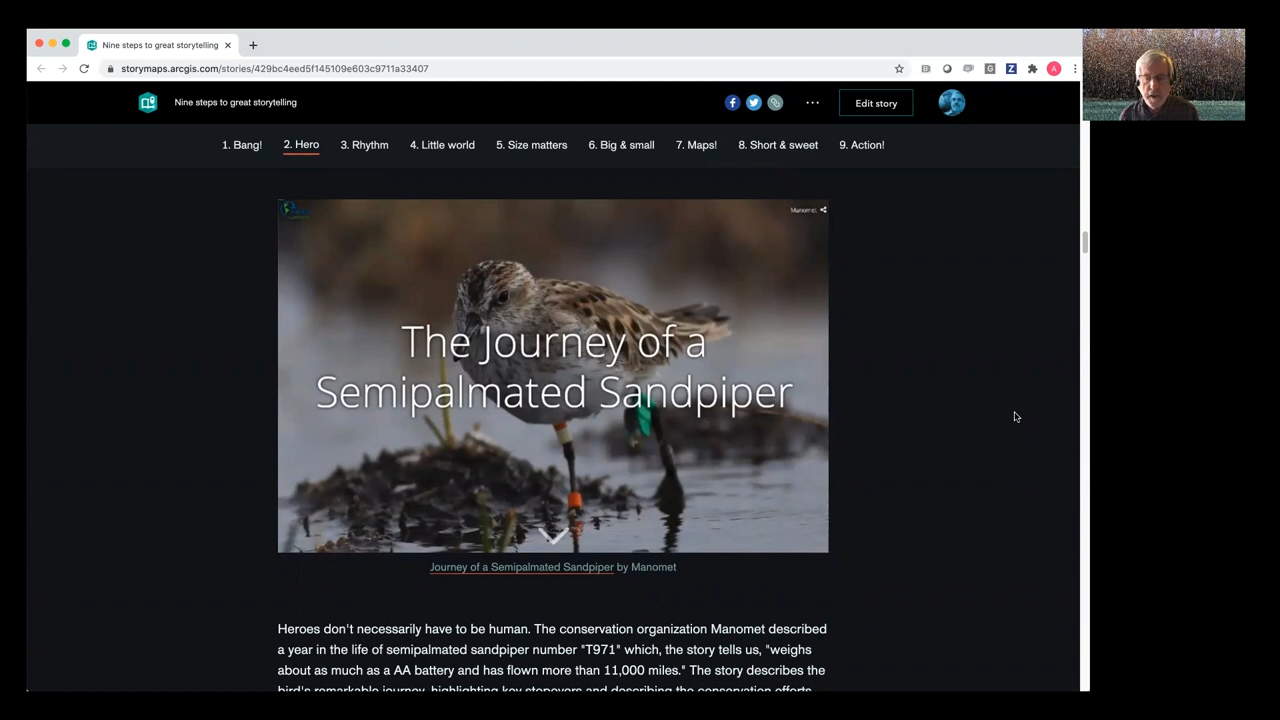 Nine steps to great storytelling
storymaps.arcgis.com/stories/429bc4eed5f145109e603c9711a33407
A
Nine steps to great storytelling
Edit story
1. Bang! 2. Hero 3. Rhythm 4. Little world 5. Size matters 6. Big & small 7. Maps! 8. Short & sweet 9. Action!
Manomet
The Journey of a
Semipalmated Sandpiper
Journey of a Semipalmated Sandpiper by Manomet
Heroes don't necessarily have to be human. The conservation organization Manomet described
a year in the life of semipalmated sandpiper number "T971" which, the story tells us, "weighs
about as much as a AA battery and has flown more than 11,000 miles." The story describes the
bird's remarkable journey, highlighting key stopovers and describing the conservation efforts